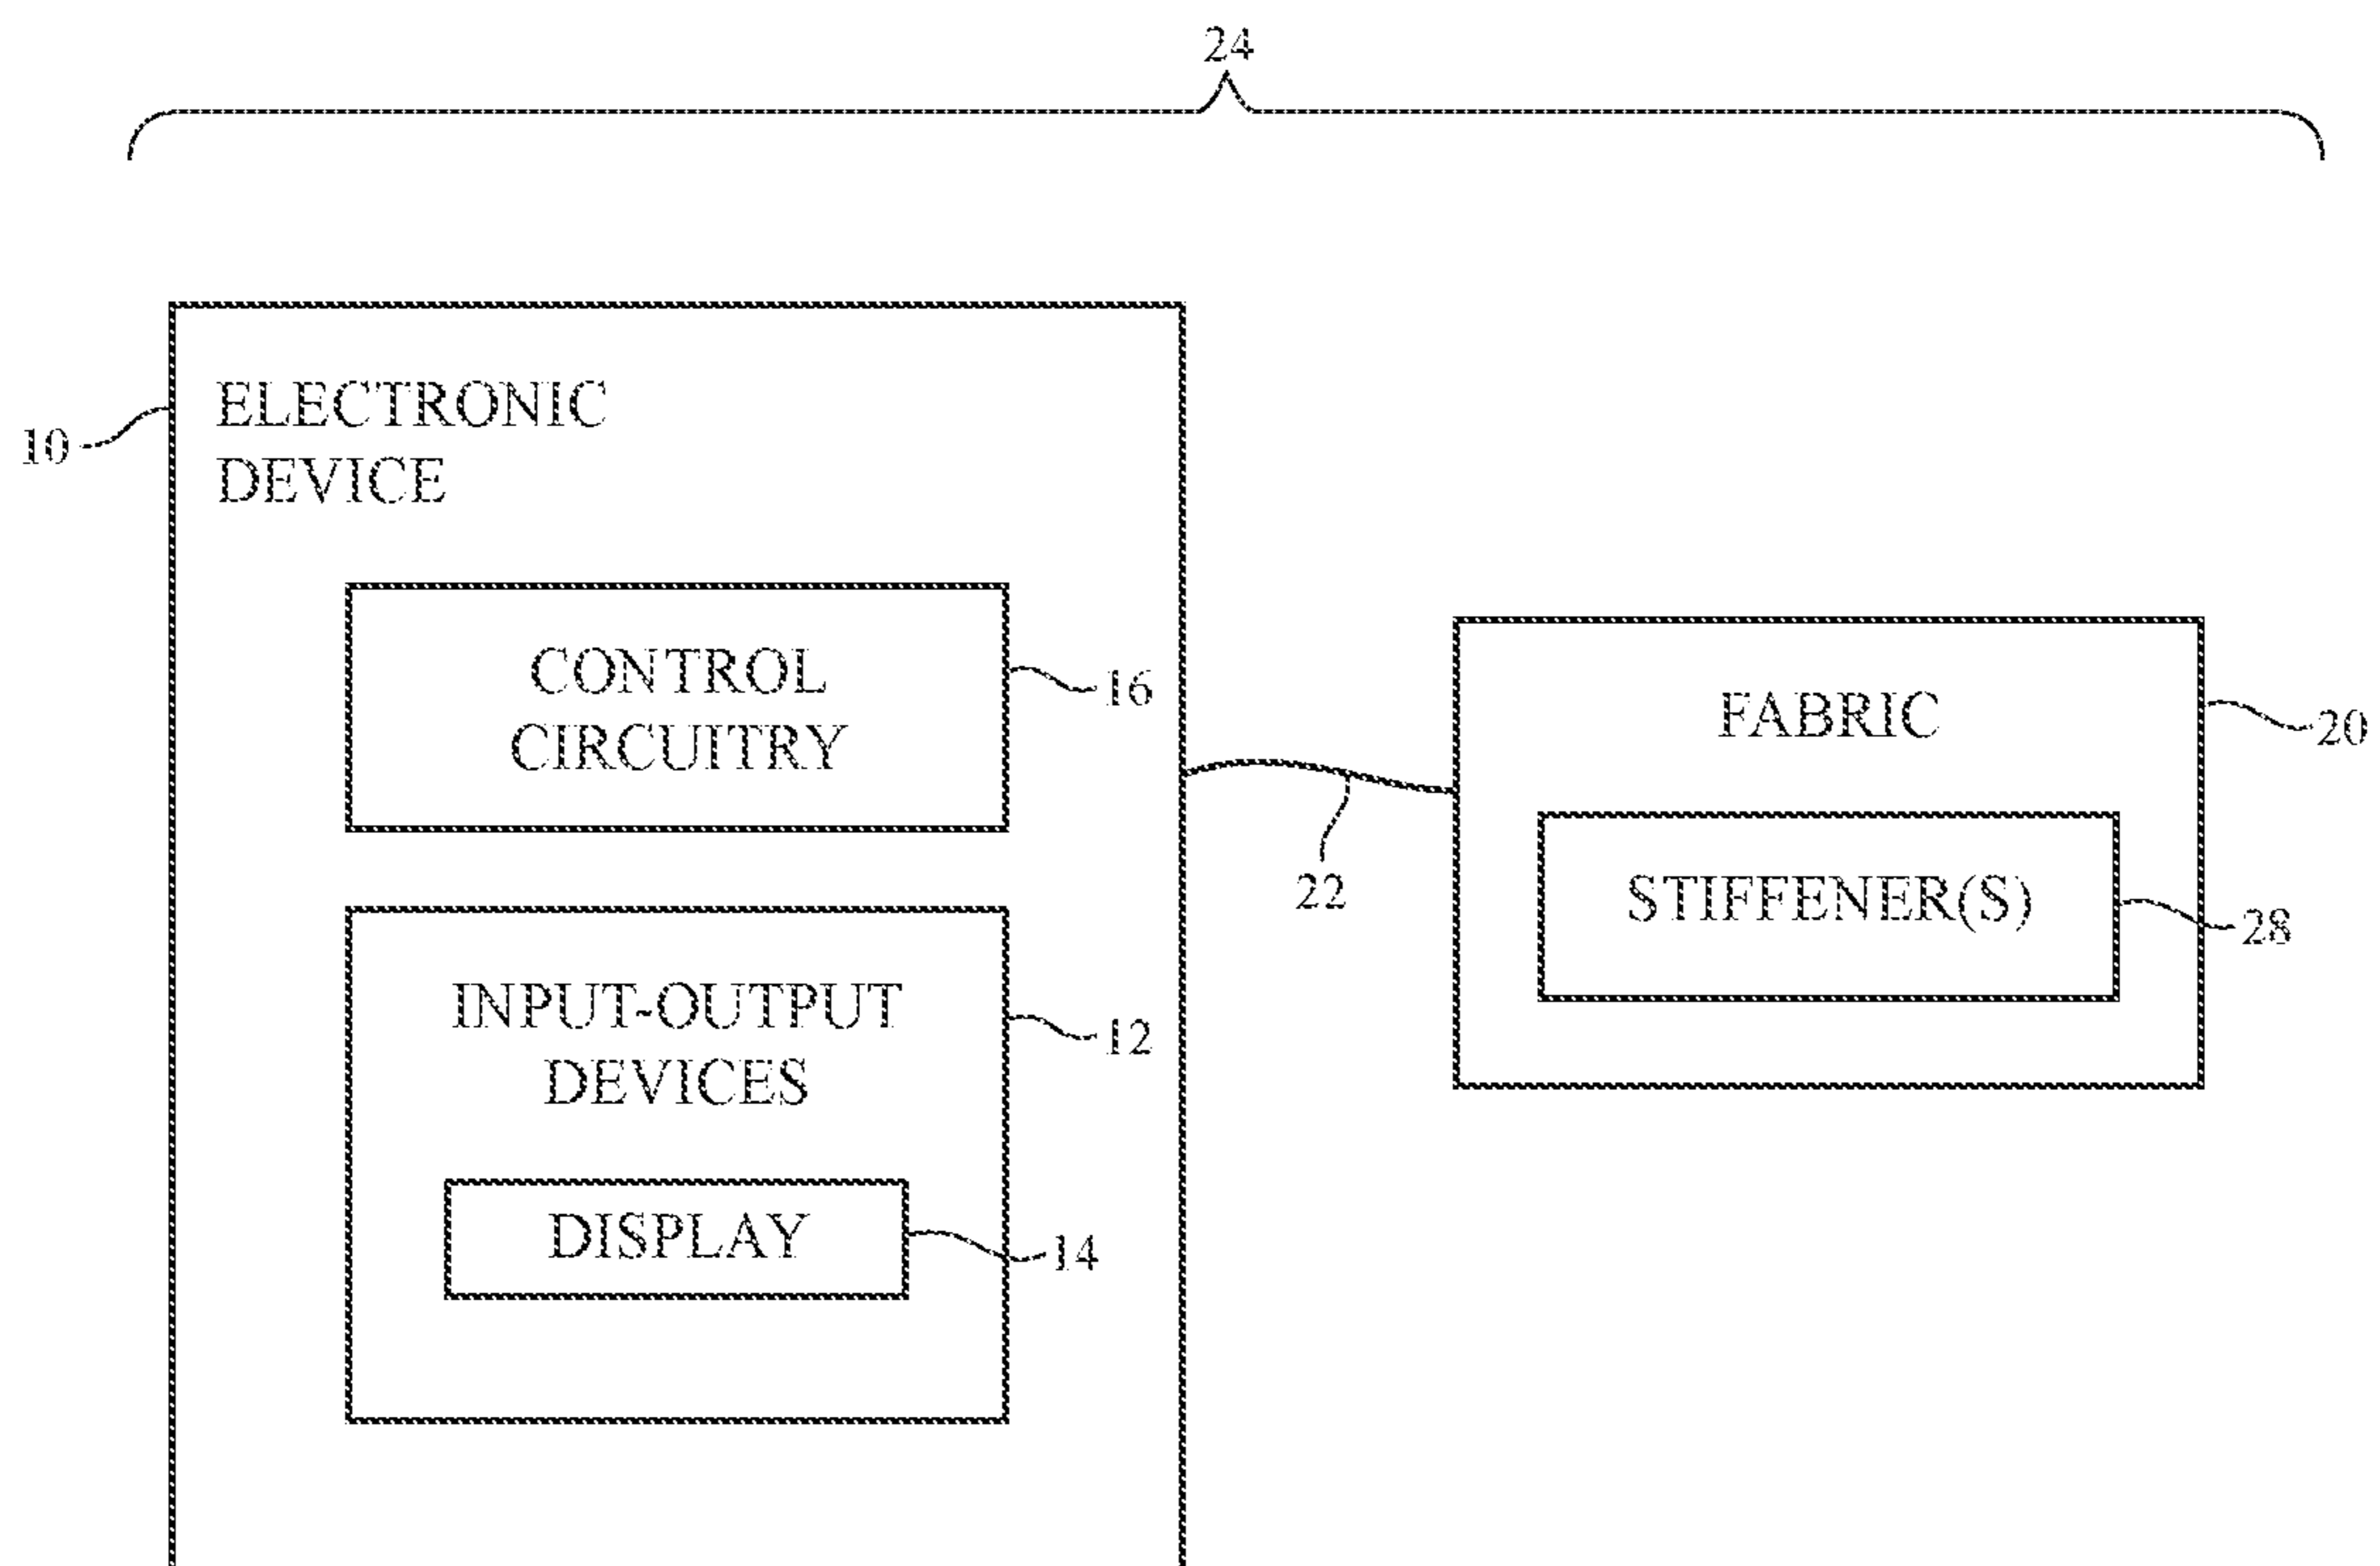 24
ELECTRONIC
DEVICE
10
CONTROL
CIRCUITRY
16
FABRIC
20
22
STIFFENER(S)
28
INPUT-OUTPUT
DEVICES
12
DISPLAY
14